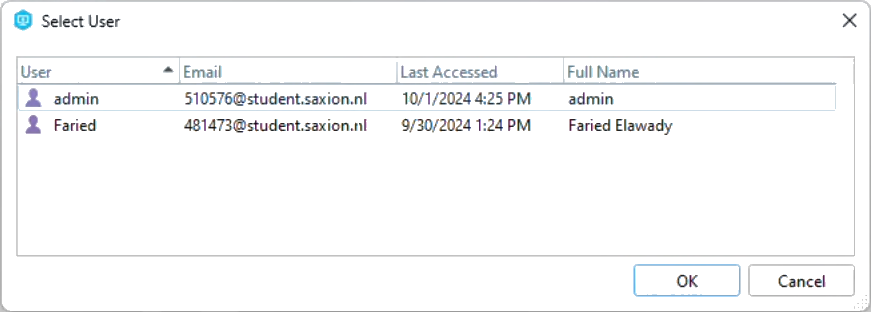 Select User
User Email Last Accessed Full Name
admin 510576@student.saxion.nl 10/1/2024 4:25 PM admin
Faried 481473@student.saxion.nl 9/30/2024 1:24 PM Faried Elawady
OK Cancel